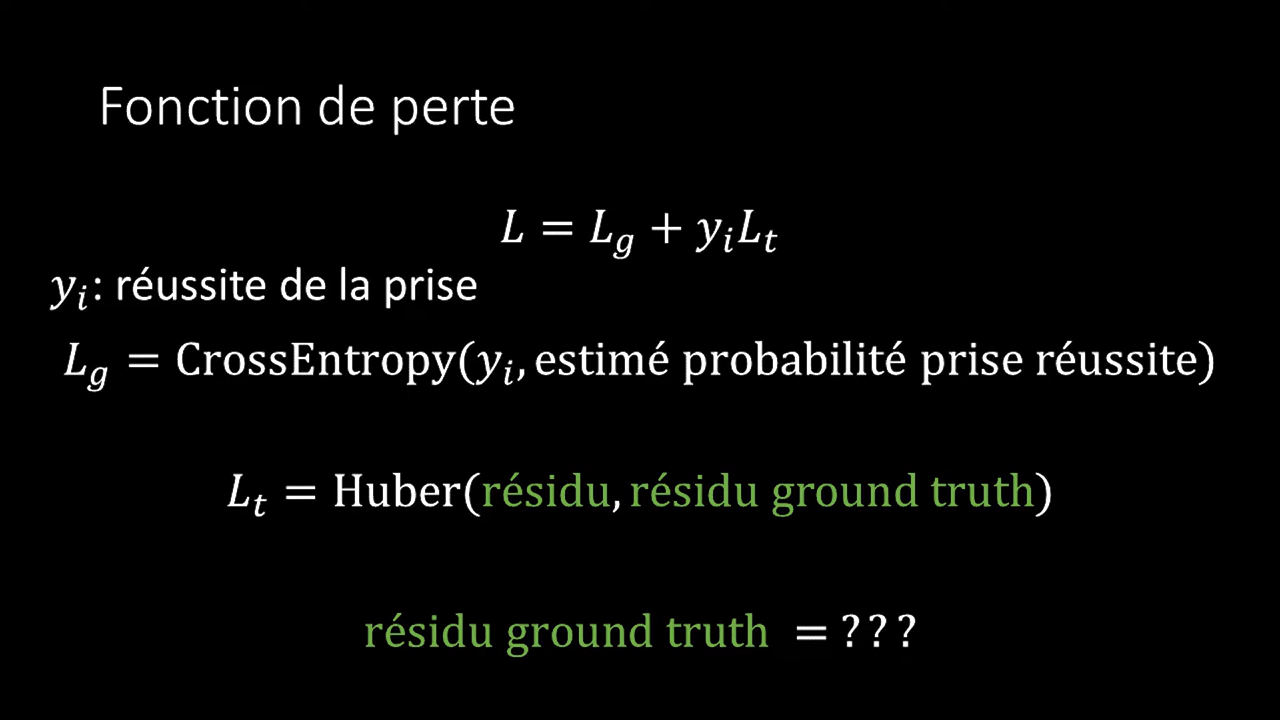 Fonction de perte
L = L_g + y_i L_t
y_i: réussite de la prise
L_g = CrossEntropy(y_i, estimé probabilité prise réussite)
L_t = Huber(résidu, résidu ground truth)
résidu ground truth = ???